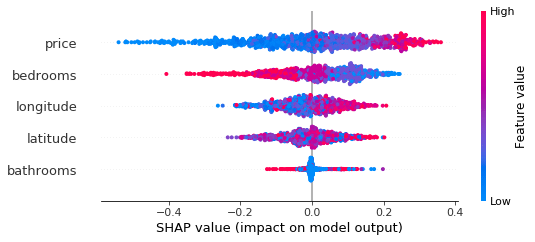 High
price
bedrooms
longitude
latitude
bathrooms
Feature value
Low
−0.4 −0.2 0.0 0.2 0.4
SHAP value (impact on model output)